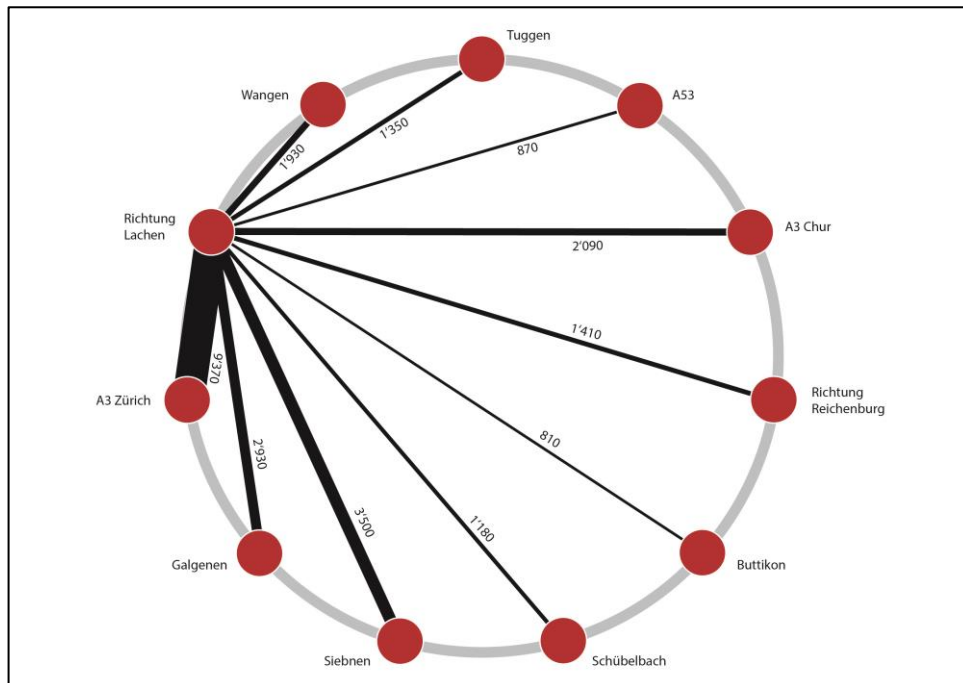 Tuggen
Wangen
A53
1'930
1'350
870
Richtung
Lachen
A3 Chur
2'090
1'410
9'370
A3 Zürich
Richtung
Reichenburg
2'930
810
3'500
1'180
Galgenen
Buttikon
Siebnen
Schübelbach